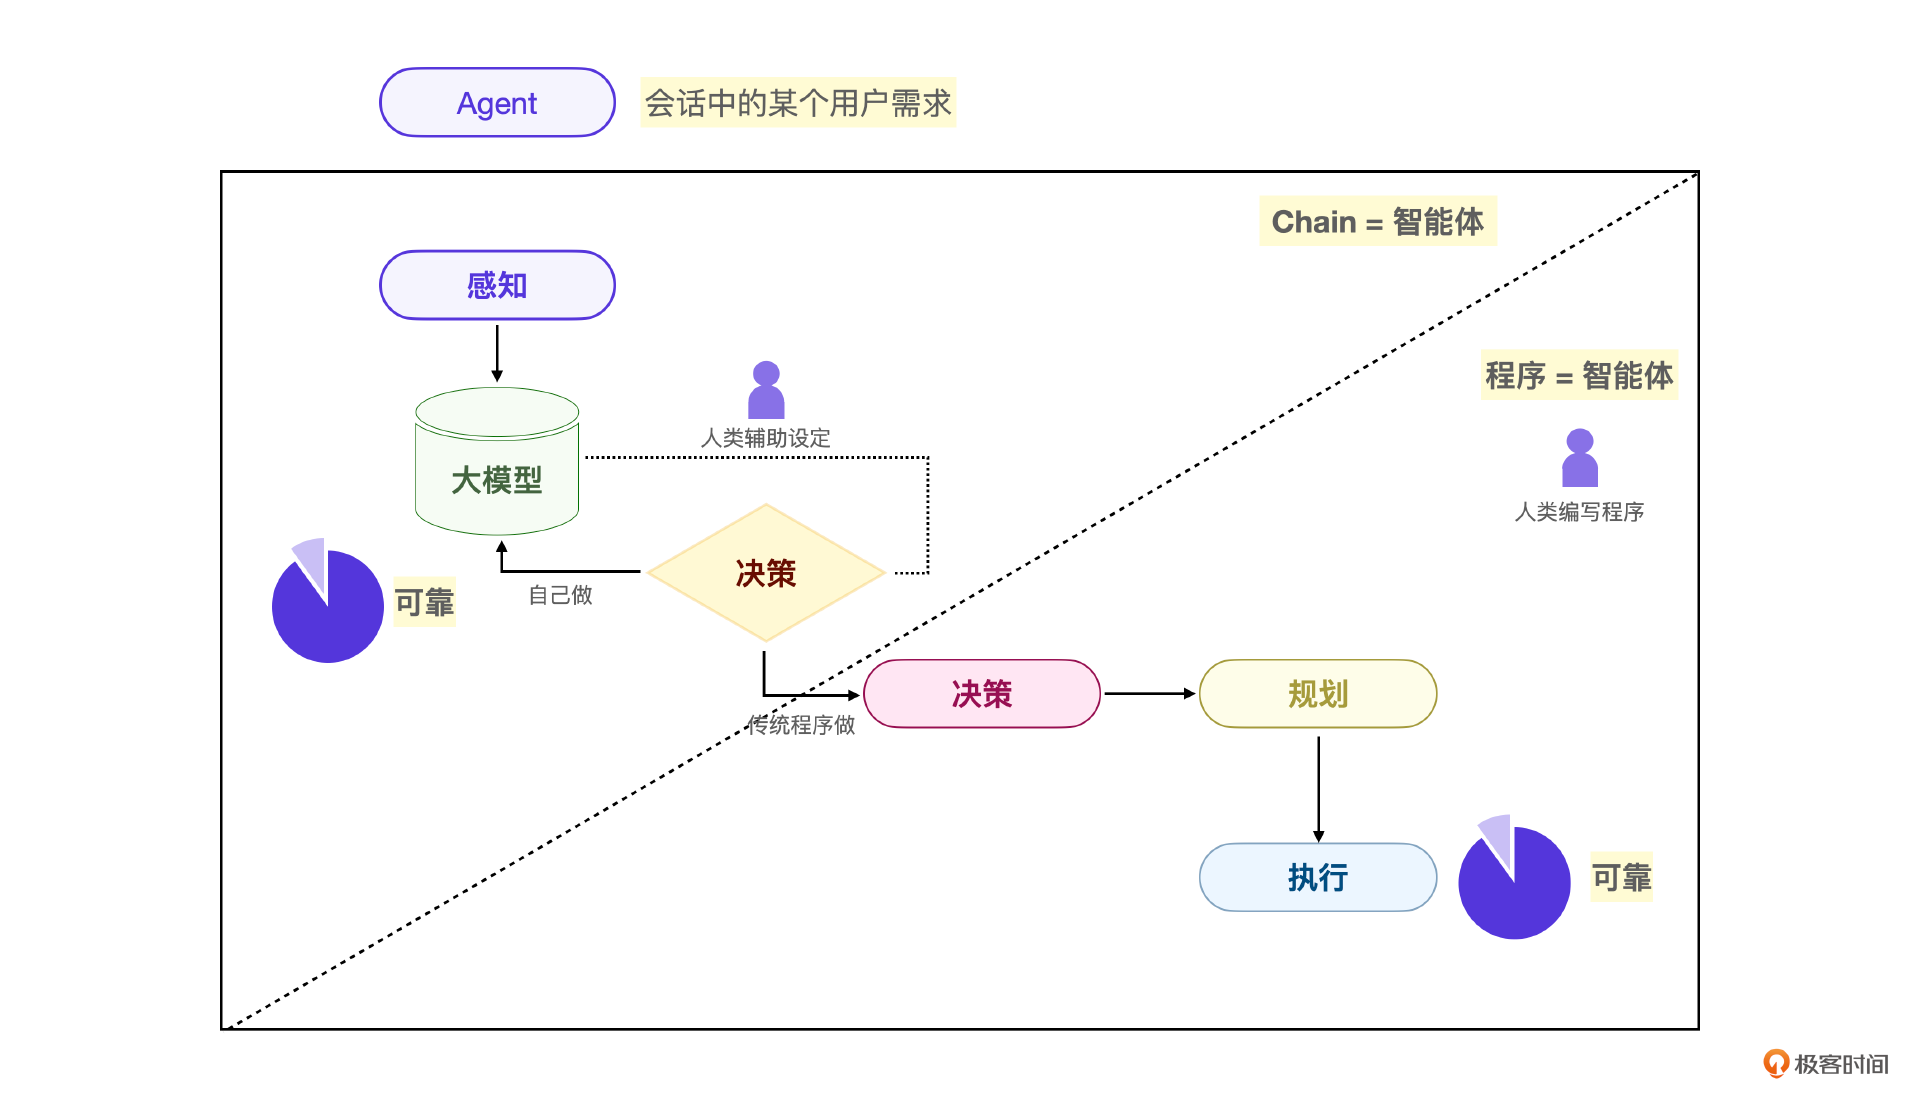 Agent
会话中的某个用户需求
Chain = 智能体
感知
程序 = 智能体
人类辅助设定
大模型
人类编写程序
决策
自己做
可靠
决策
规划
传统程序做
执行
可靠
极客时间